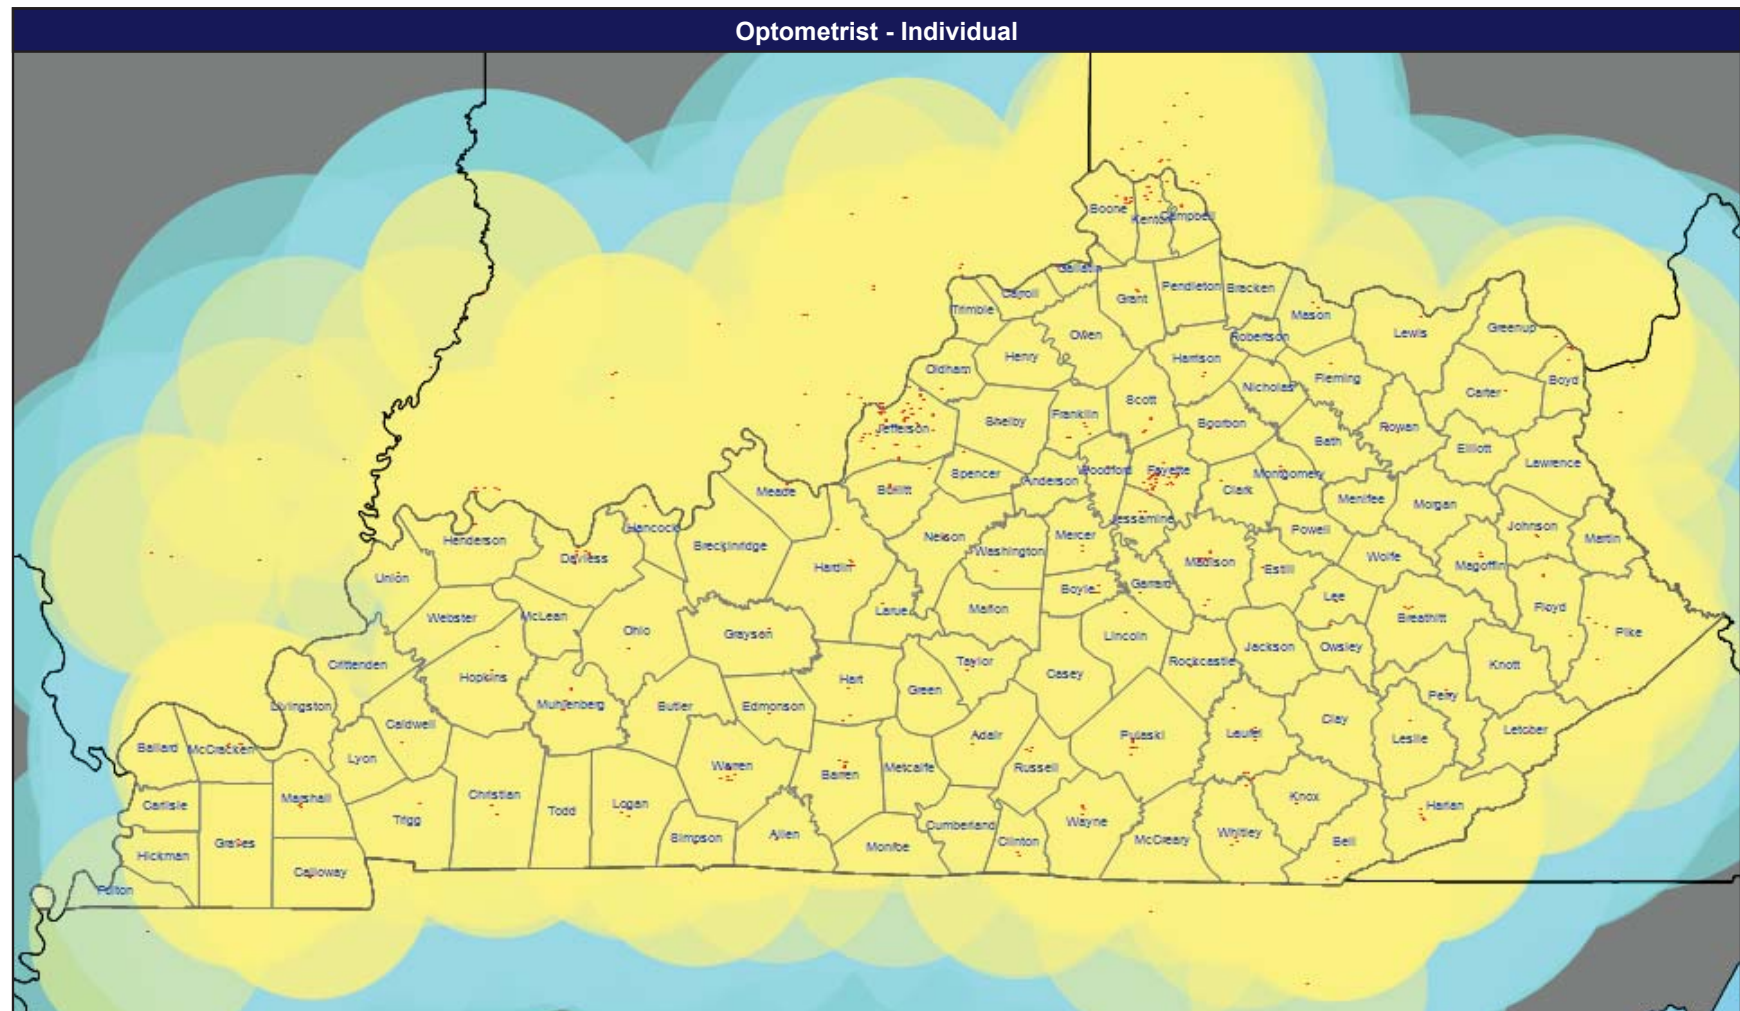 Optometrist - Individual
Boone
Kenton
Campbell
Gallatin
Carroll
Trimble
Grant
Pendleton
Bracken
Mason
Lewis
Greenup
Owen
Robertson
Henry
Oldham
Harrison
Nicholas
Fleming
Carter
Boyd
Scott
Franklin
Shelby
Jefferson
Bourbon
Rowan
Bath
Elliott
Lawrence
Spencer
Anderson
Woodford
Fayette
Montgomery
Clark
Bullitt
Meade
Menifee
Morgan
Jessamine
Johnson
Martin
Hancock
Henderson
Daviess
Breckinridge
Nelson
Washington
Mercer
Powell
Wolfe
Magoffin
Madison
Estill
Hardin
Union
Boyle
Garrard
Lee
Larue
Marion
Floyd
Webster
McLean
Ohio
Grayson
Breathitt
Lincoln
Pike
Crittenden
Taylor
Casey
Rockcastle
Jackson
Owsley
Knott
Hopkins
Hart
Green
Perry
Livingston
Muhlenberg
Butler
Edmonson
Caldwell
Clay
Letcher
Ballard
McCracken
Lyon
Adair
Pulaski
Laurel
Leslie
Warren
Barren
Metcalfe
Russell
Carlisle
Marshall
Christian
Todd
Logan
Knox
Harlan
Trigg
Graves
Simpson
Allen
Cumberland
Wayne
Whitley
Hickman
Monroe
Clinton
McCreary
Bell
Calloway
Fulton